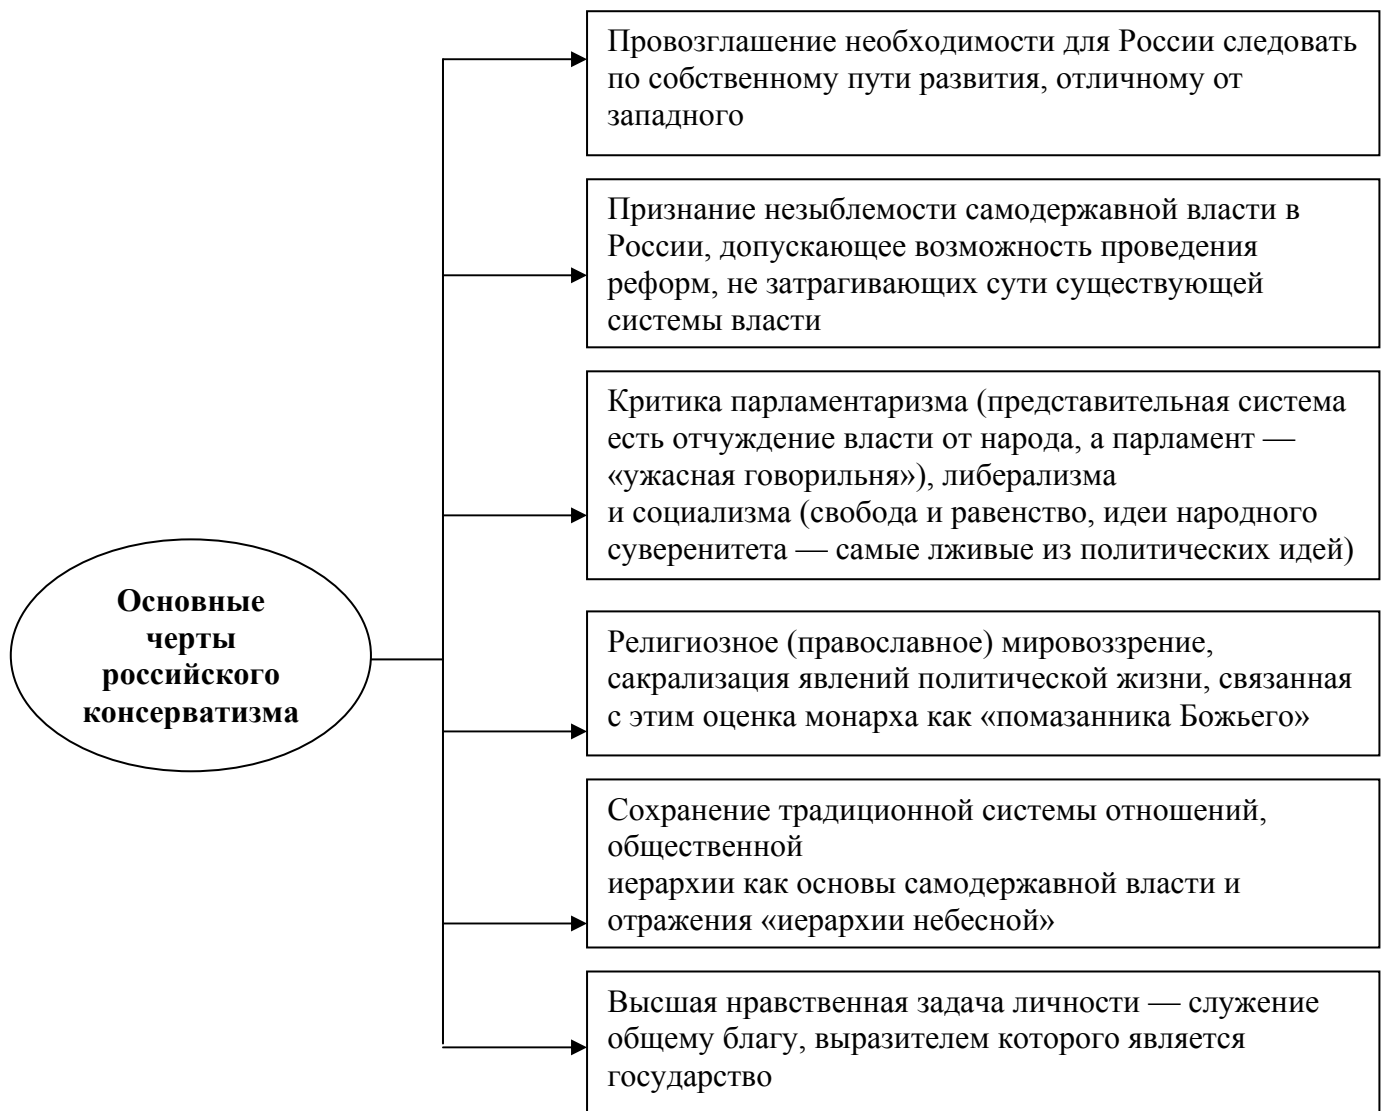 Провозглашение необходимости для России следовать
по собственному пути развития, отличному от
западного
Признание незыблемости самодержавной власти в
России, допускающее возможность проведения
реформ, не затрагивающих сути существующей
системы власти
Критика парламентаризма (представительная система
есть отчуждение власти от народа, а парламент —
«ужасная говорильня»), либерализма
и социализма (свобода и равенство, идеи народного
суверенитета — самые лживые из политических идей)
Основные
черты
российского
консерватизма
Религиозное (православное) мировоззрение,
сакрализация явлений политической жизни, связанная
с этим оценка монарха как «помазанника Божьего»
Сохранение традиционной системы отношений,
общественной
иерархии как основы самодержавной власти и
отражения «иерархии небесной»
Высшая нравственная задача личности — служение
общему благу, выразителем которого является
государство